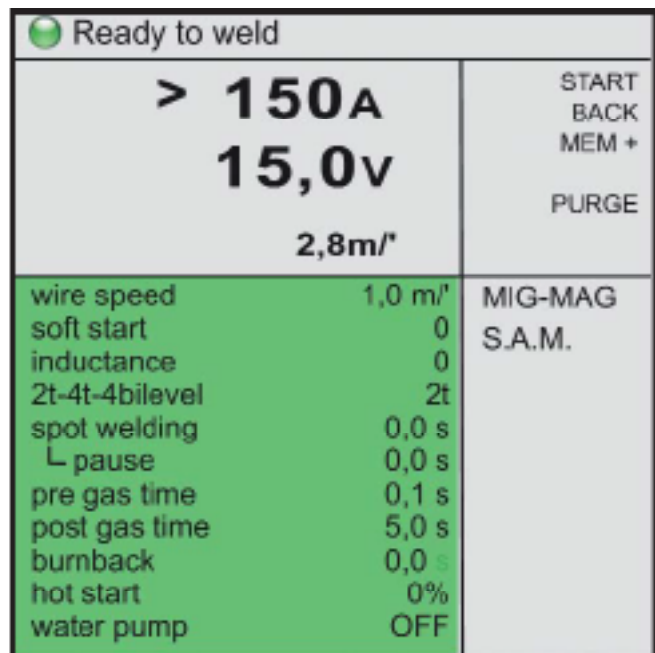 Ready to weld
> 150A
15,0V
2,8m/'
START
BACK
MEM +
PURGE
wire speed 1,0 m/'
soft start 0
inductance 0
2t-4t-4bilevel 2t
spot welding 0,0 s
pause 0,0 s
pre gas time 0,1 s
post gas time 5,0 s
burnback 0,0 s
hot start 0%
water pump OFF
MIG-MAG
S.A.M.